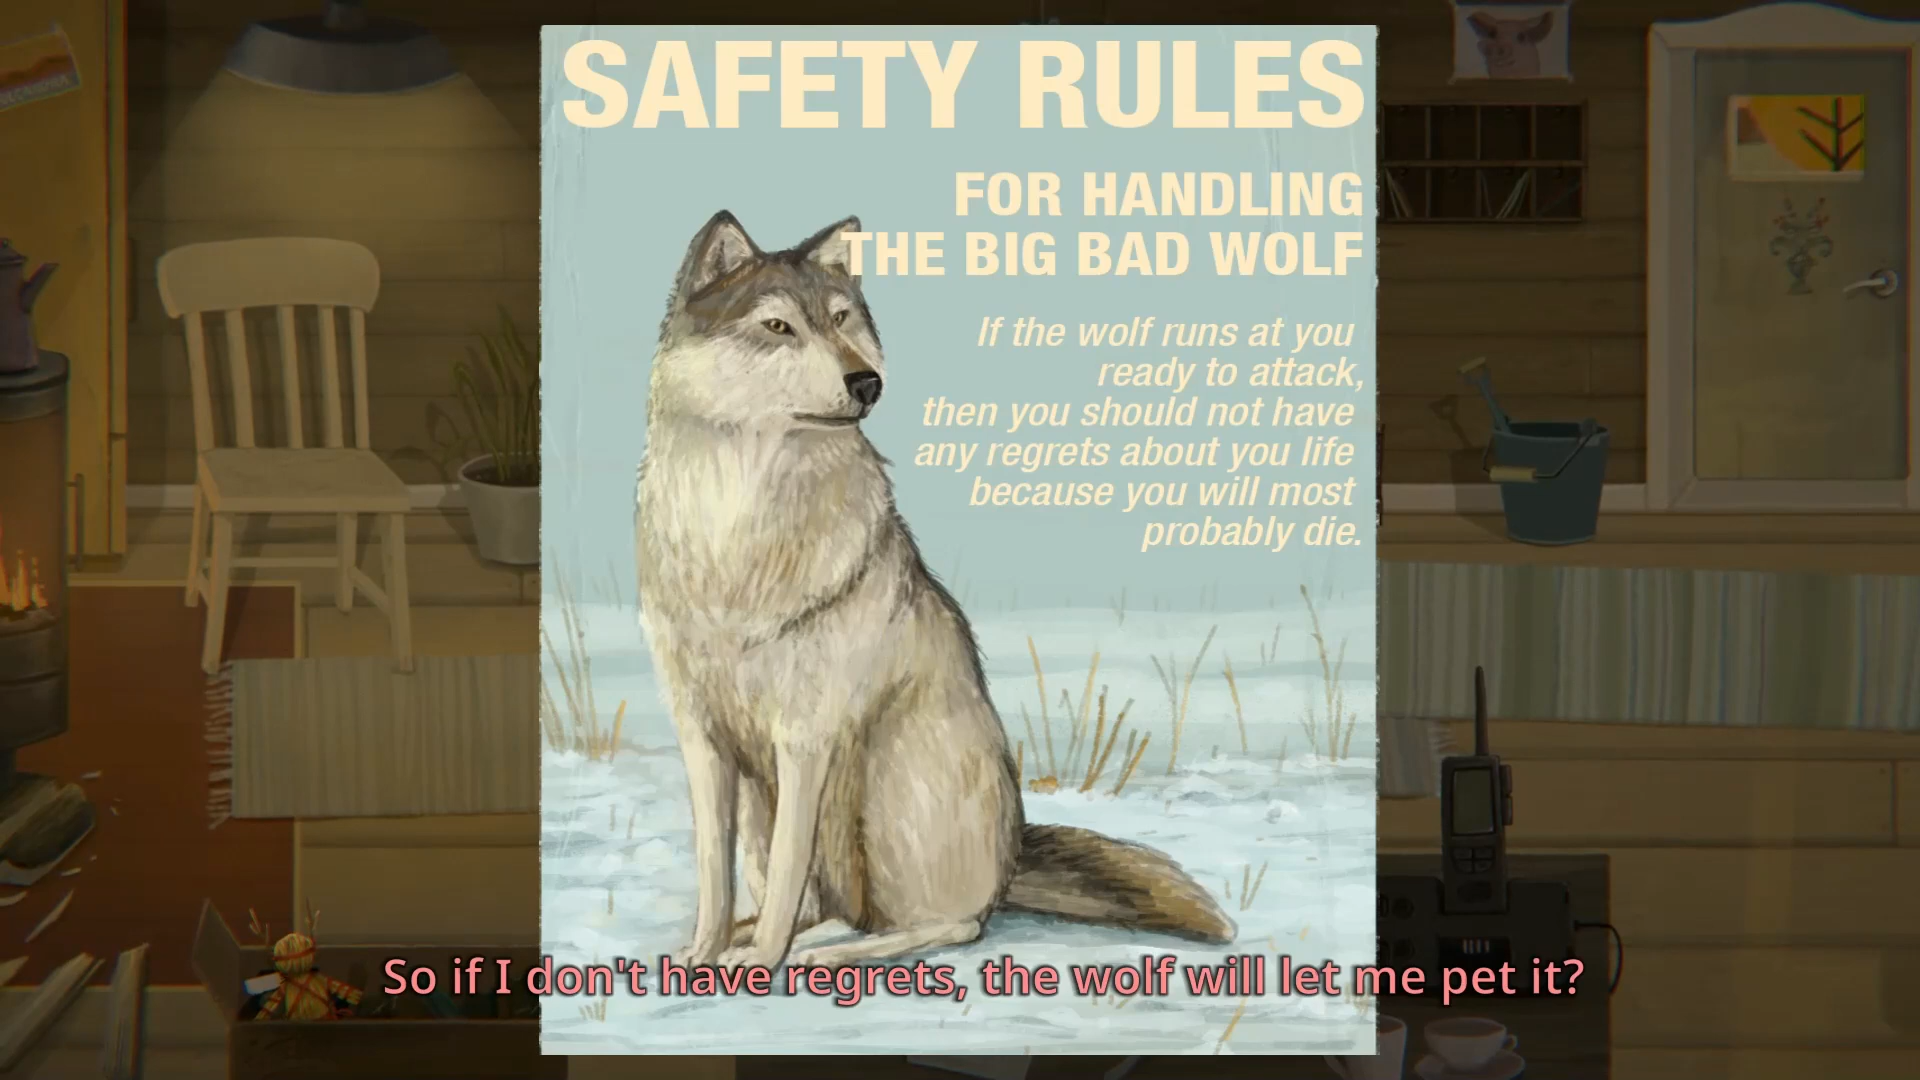 SAFETY RULES
FOR HANDLING
THE BIG BAD WOLF
If the wolf runs at you
ready to attack,
then you should not have
any regrets about you life
because you will most
probably die.
So if I don't have regrets, the wolf will let me pet it?